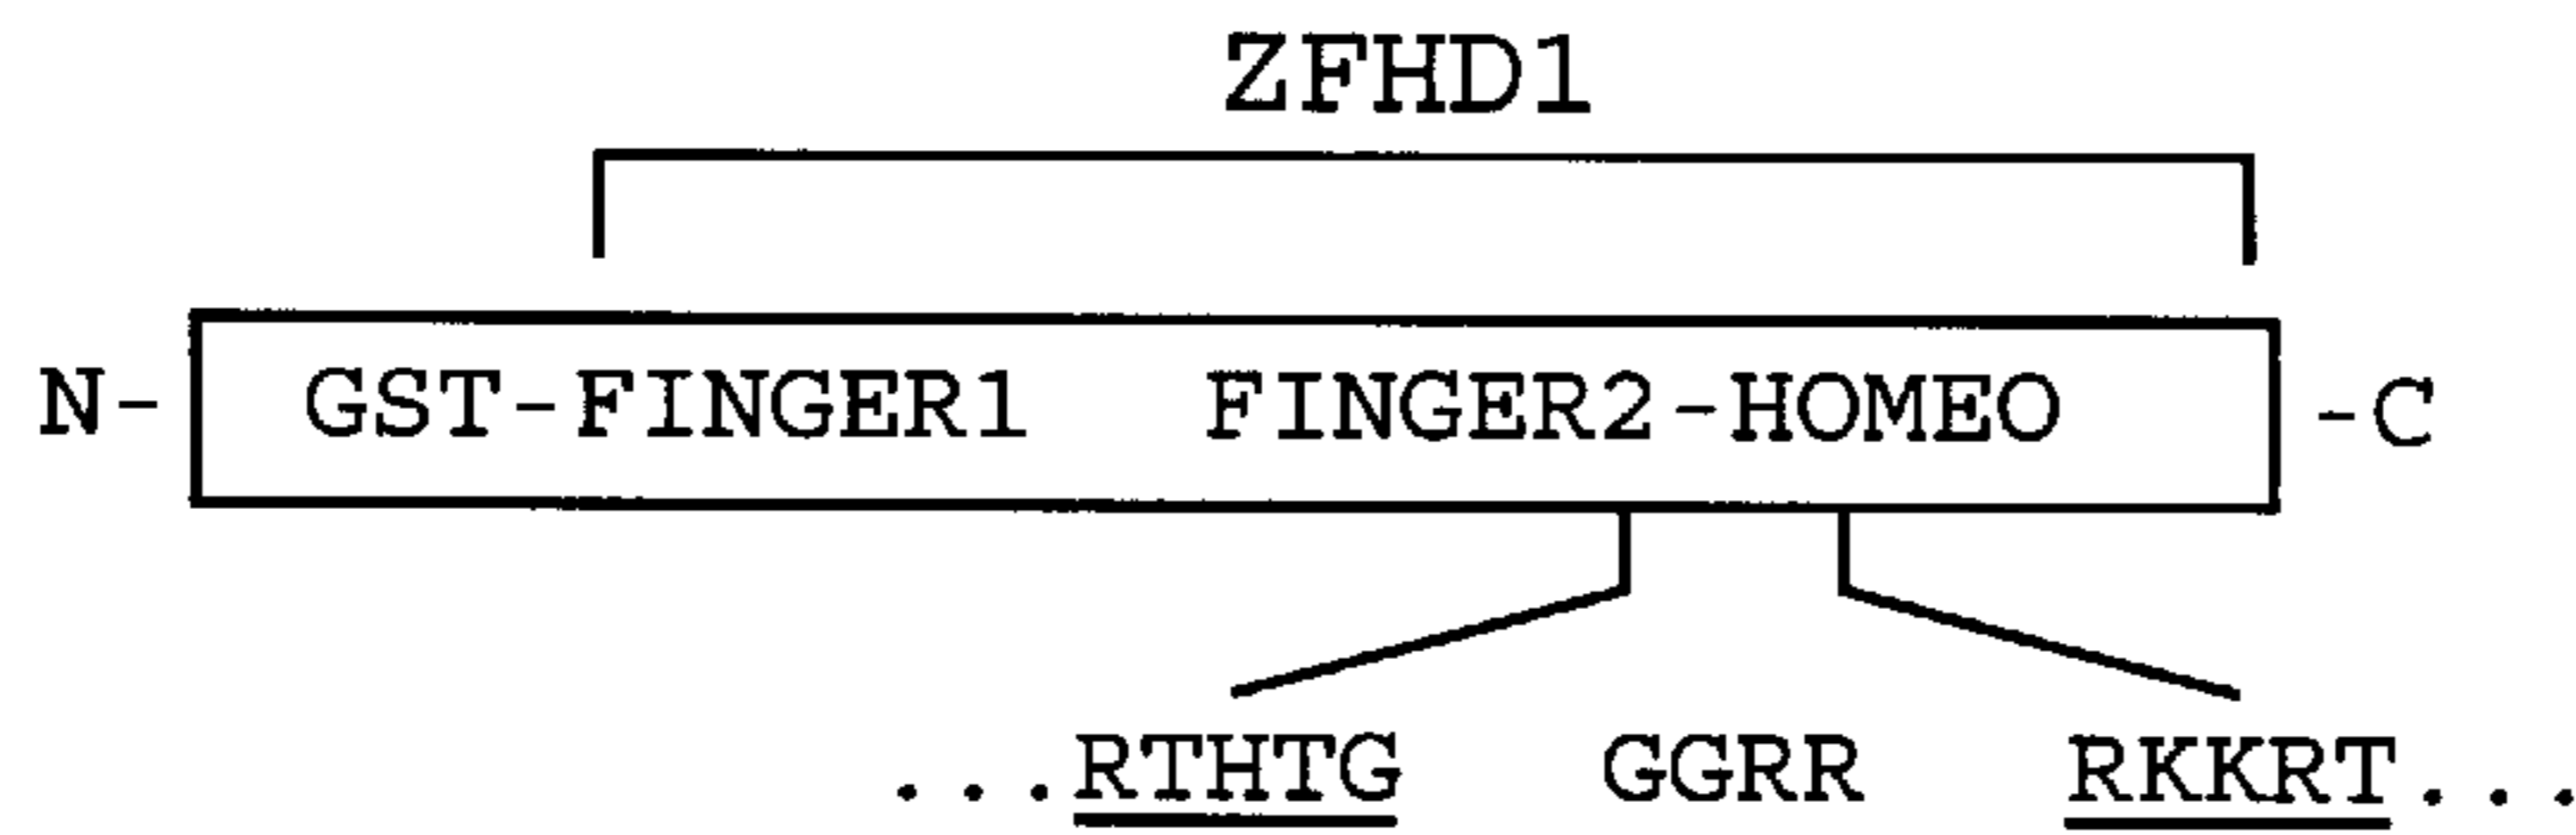 ZFHD1
N- GST-FINGER1 FINGER2-HOMEO -C
...RTHTG GGRR RKKRT...